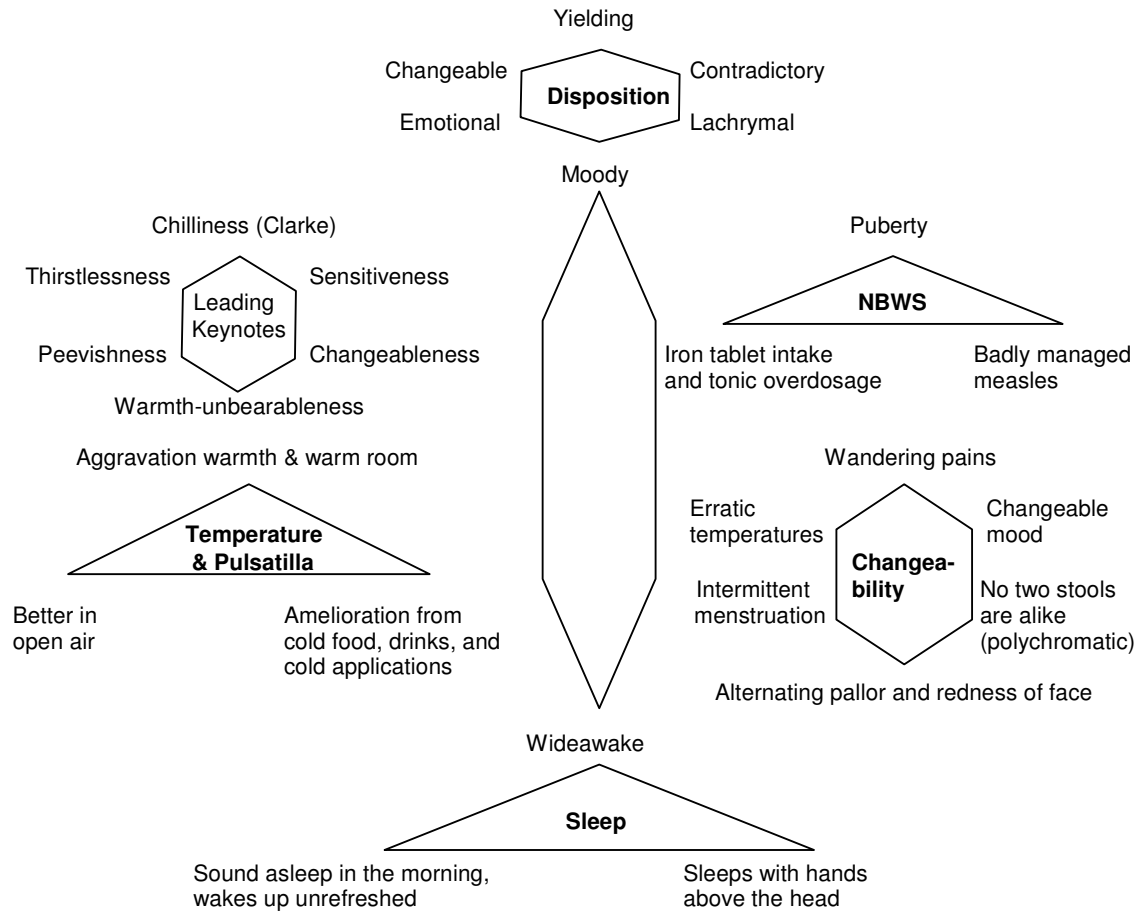 Yielding
Changeable
Contradictory
Disposition
Emotional
Lachrymal
Moody
Chilliness (Clarke)
Thirstlessness
Sensitiveness
Leading
Keynotes
Peevishness
Changeableness
Warmth-unbearableness
Puberty
NBWS
Iron tablet intake
and tonic overdosage
Badly managed
measles
Aggravation warmth & warm room
Temperature
& Pulsatilla
Better in
open air
Amelioration from
cold food, drinks, and
cold applications
Wandering pains
Erratic
temperatures
Changeable
mood
Changea-
bility
Intermittent
menstruation
No two stools
are alike
(polychromatic)
Alternating pallor and redness of face
Wideawake
Sleep
Sound asleep in the morning,
wakes up unrefreshed
Sleeps with hands
above the head